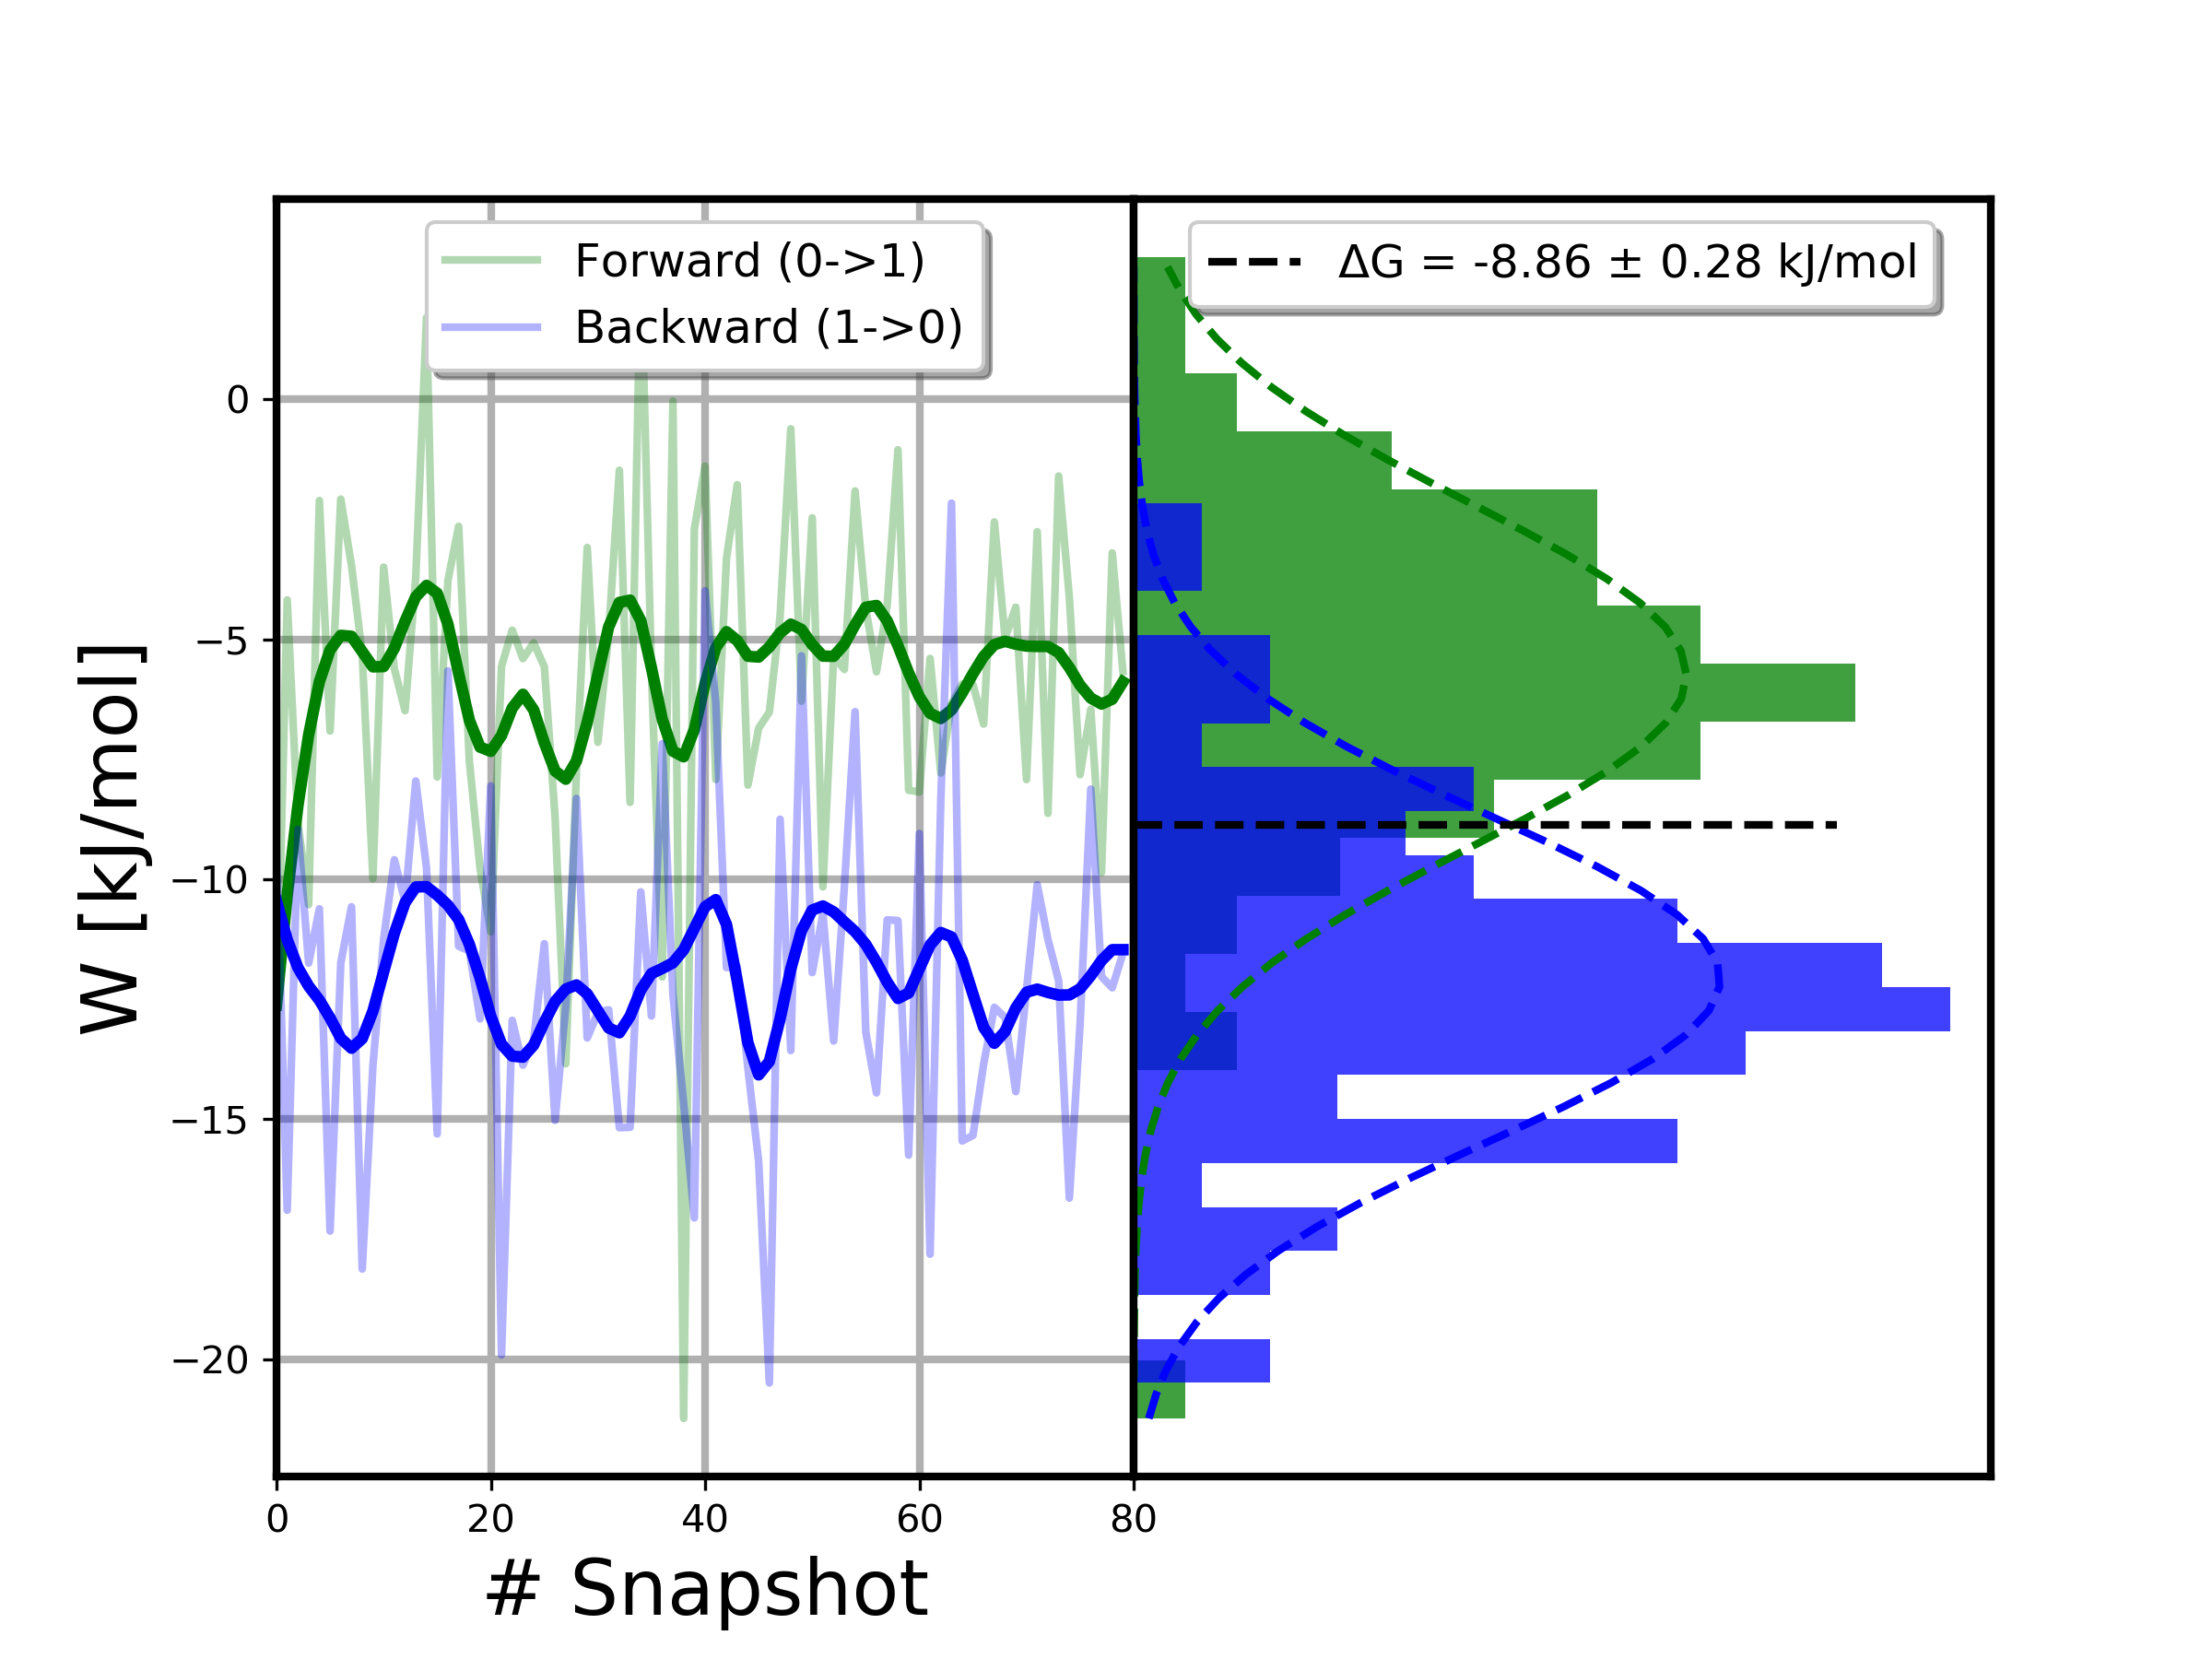 Forward (0->1)
Backward (1->0)
ΔG = -8.86 ± 0.28 kJ/mol
W [kJ/mol]
0
−5
−10
−15
−20
0 20 40 60 80
# Snapshot